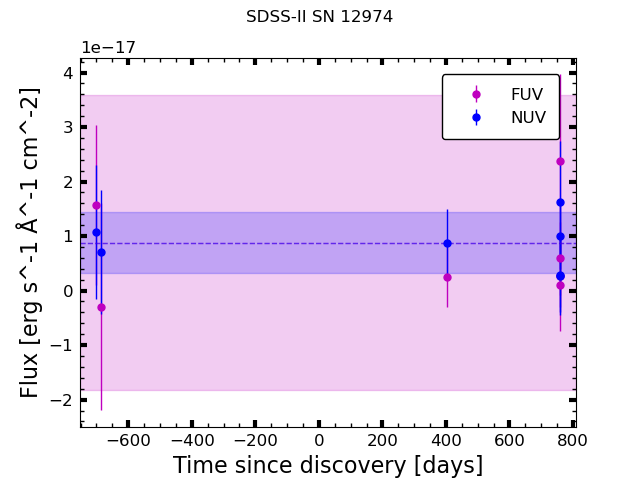 SDSS-II SN 12974
1e−17
FUV
NUV
4
3
2
1
0
−1
−2
Flux [erg s^-1 Å^-1 cm^-2]
−600 −400 −200 0 200 400 600 800
Time since discovery [days]